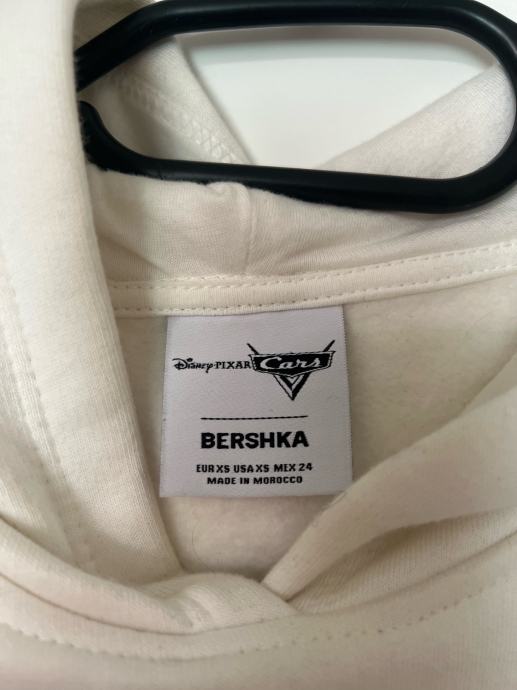 Disney·PIXAR Cars
BERSHKA
EUR XS USA XS MEX 24
MADE IN MOROCCO